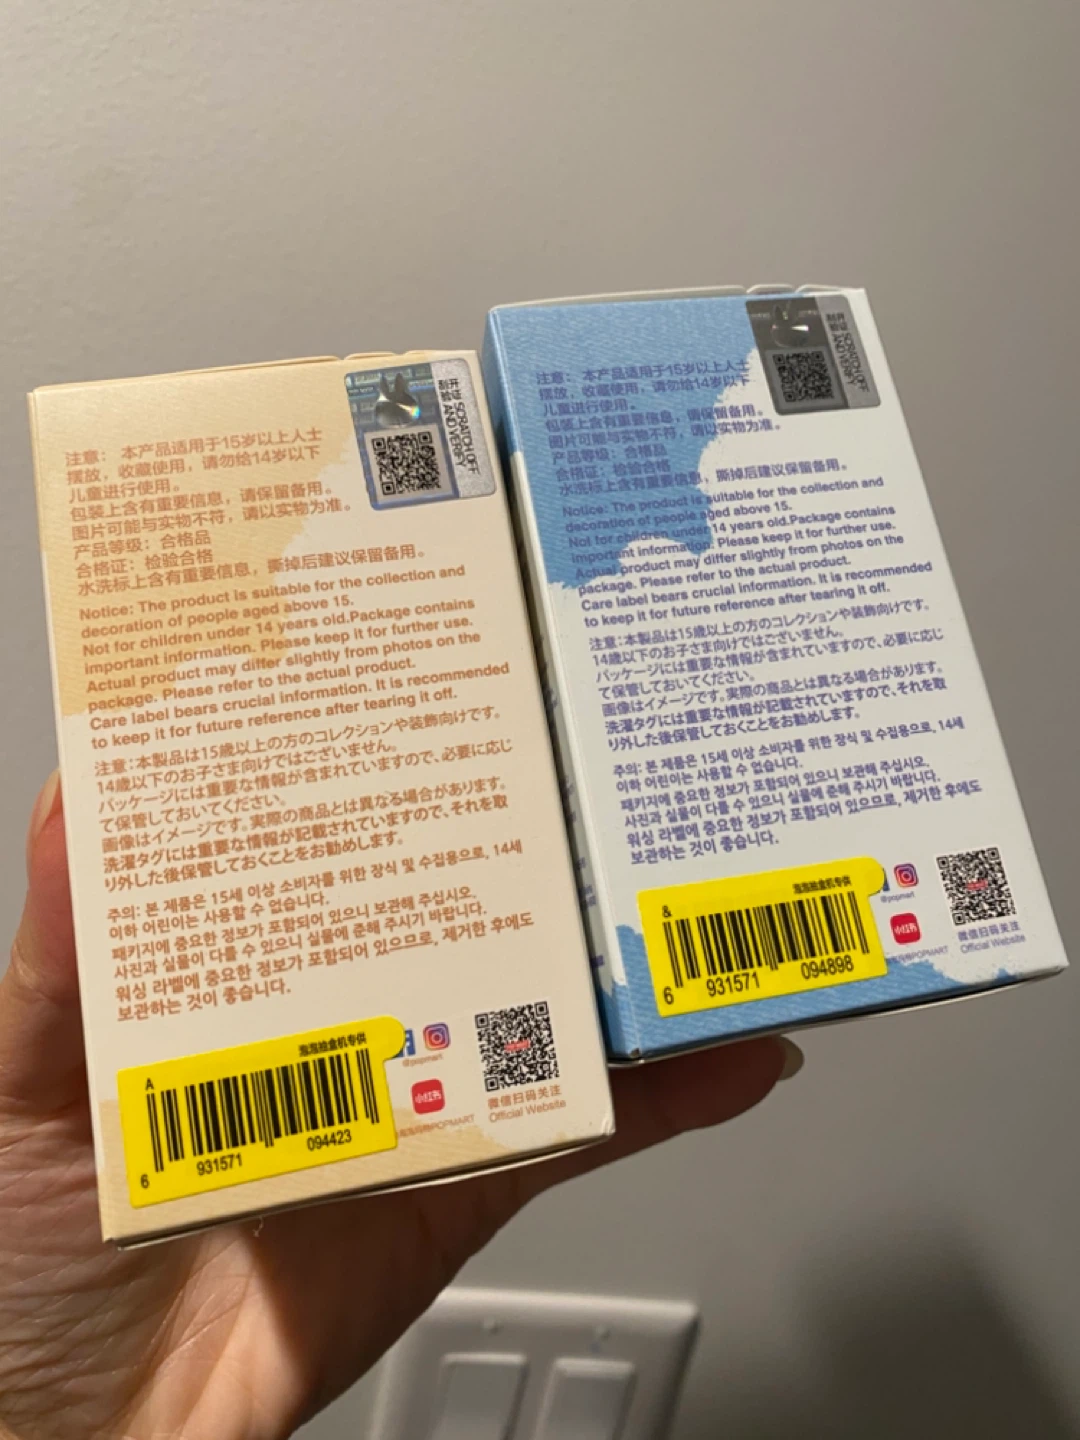 刮开
验证
SCRATCH OFF
AND VERIFY
注意： 本产品适用于15岁以上人士
摆放，收藏使用，请勿给14岁以下
儿童进行使用。
包装上含有重要信息，请保留备用。
图片可能与实物不符，请以实物为准。
产品等级：合格品
合格证：检验合格
水洗标上含有重要信息，撕掉后建议保留备用。
Notice: The product is suitable for the collection and
decoration of people aged above 15.
Not for children under 14 years old.Package contains
important information. Please keep it for further use.
Actual product may differ slightly from photos on the
package. Please refer to the actual product.
Care label bears crucial information. It is recommended
to keep it for future reference after tearing it off.
注意：本製品は15歳以上の方のコレクションや装飾向けです。
14歳以下のお子さま向けではございません。
パッケージには重要な情報が含まれていますので、必要に応じ
て保管しておいてください。
画像はイメージです。実際の商品とは異なる場合があります。
洗濯タグには重要な情報が記載されていますので、それを取
り外した後保管しておくことをお勧めします。
주의: 본 제품은 15세 이상 소비자를 위한 장식 및 수집용으로, 14세
이하 어린이는 사용할 수 없습니다.
패키지에 중요한 정보가 포함되어 있으니 보관해 주십시오.
사진과 실물이 다를 수 있으니 실물에 준해 주시기 바랍니다.
워싱 라벨에 중요한 정보가 포함되어 있으므로, 제거한 후에도
보관하는 것이 좋습니다.
泡泡抽盒机专供
A
6 931571 094423
@popmart
小红书
POPMART
微信扫码关注
Official Website
刮开
验证
SCRATCH OFF
AND VERIFY
注意： 本产品适用于15岁以上人士
摆放，收藏使用，请勿给14岁以下
儿童进行使用。
包装上含有重要信息，请保留备用。
图片可能与实物不符，请以实物为准。
产品等级：合格品
合格证：检验合格
水洗标上含有重要信息，撕掉后建议保留备用。
Notice: The product is suitable for the collection and
decoration of people aged above 15.
Not for children under 14 years old.Package contains
important information. Please keep it for further use.
Actual product may differ slightly from photos on the
package. Please refer to the actual product.
Care label bears crucial information. It is recommended
to keep it for future reference after tearing it off.
注意：本製品は15歳以上の方のコレクションや装飾向けです。
14歳以下のお子さま向けではございません。
パッケージには重要な情報が含まれていますので、必要に応じ
て保管しておいてください。
画像はイメージです。実際の商品とは異なる場合があります。
洗濯タグには重要な情報が記載されていますので、それを取
り外した後保管しておくことをお勧めします。
주의: 본 제품은 15세 이상 소비자를 위한 장식 및 수집용으로, 14세
이하 어린이는 사용할 수 없습니다.
패키지에 중요한 정보가 포함되어 있으니 보관해 주십시오.
사진과 실물이 다를 수 있으니 실물에 준해 주시기 바랍니다.
워싱 라벨에 중요한 정보가 포함되어 있으므로, 제거한 후에도
보관하는 것이 좋습니다.
泡泡抽盒机专供
&
6 931571 094898
@popmart
小红书
POPMART
微信扫码关注
Official Website